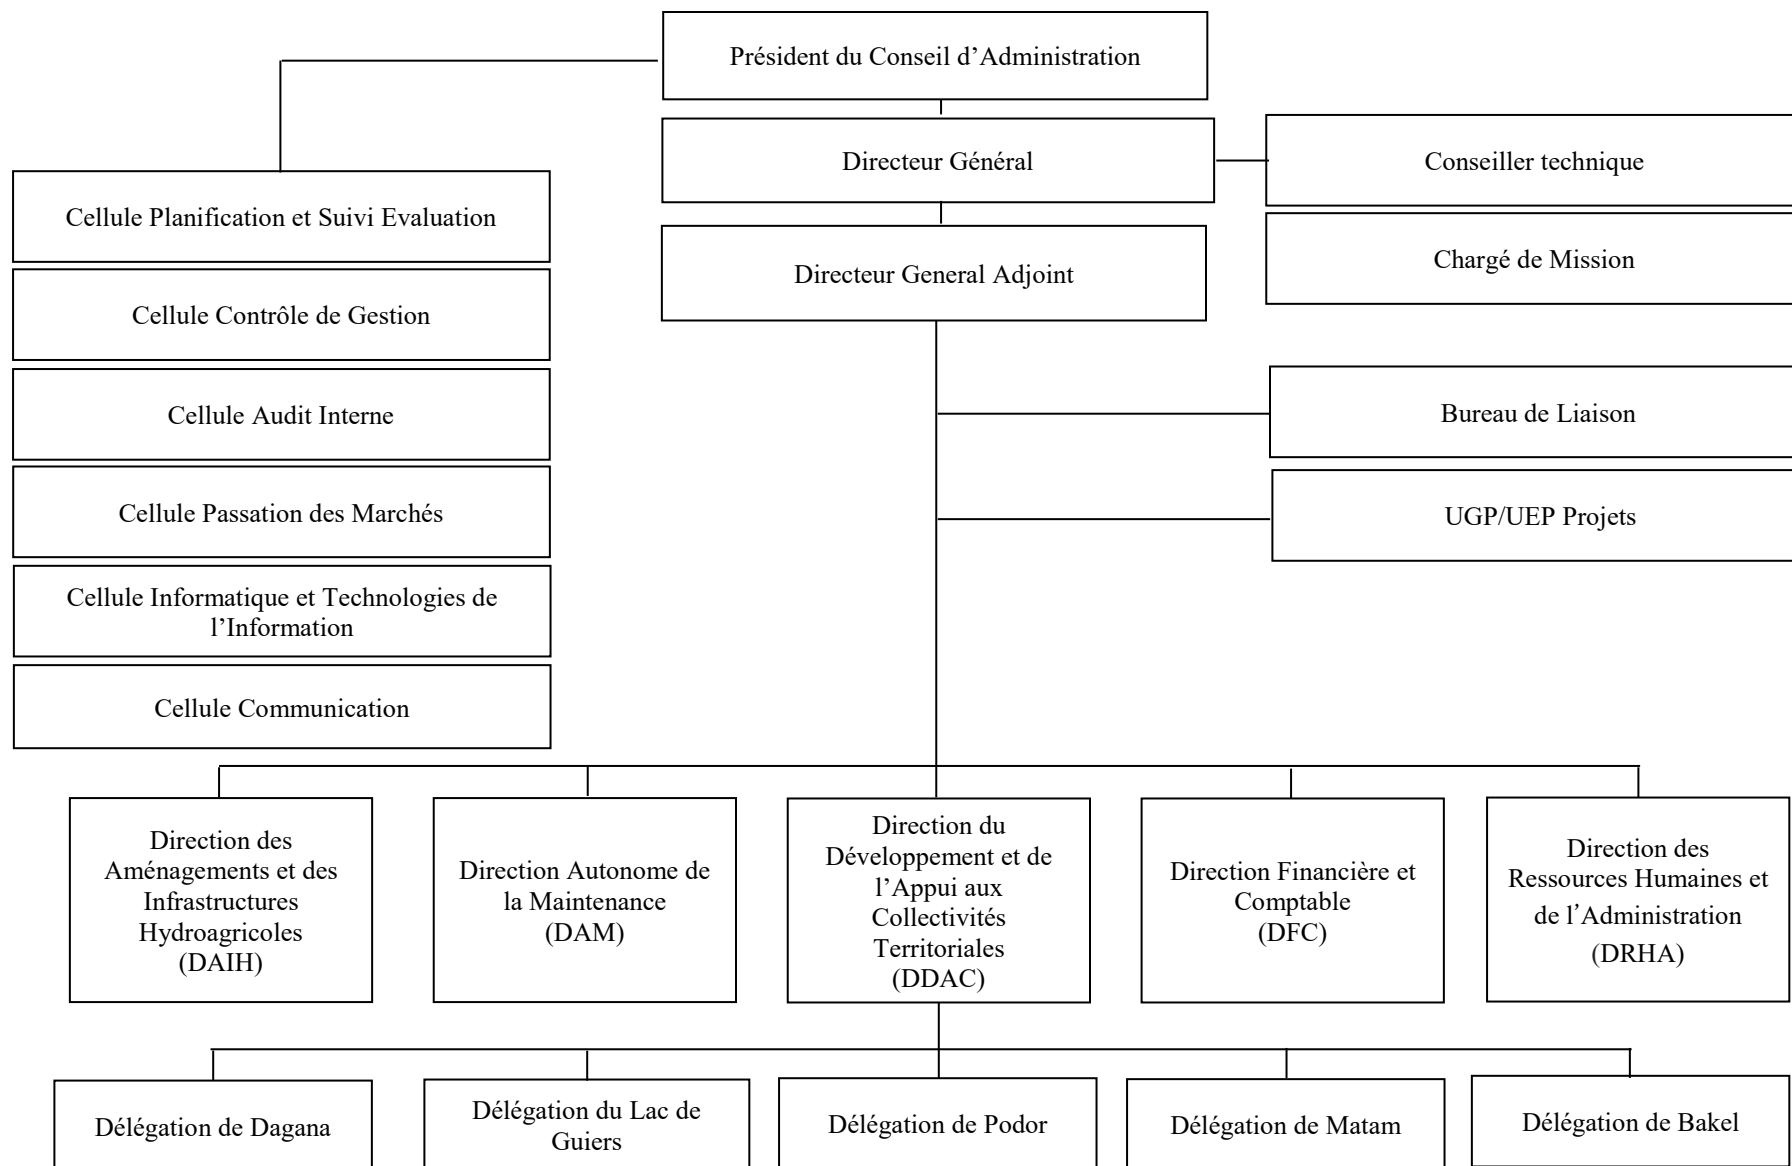 Président du Conseil d’Administration
Directeur Général
Conseiller technique
Cellule Planification et Suivi Evaluation
Directeur General Adjoint
Chargé de Mission
Cellule Contrôle de Gestion
Cellule Audit Interne
Bureau de Liaison
Cellule Passation des Marchés
UGP/UEP Projets
Cellule Informatique et Technologies de
l’Information
Cellule Communication
Direction des
Aménagements et des
Infrastructures
Hydroagricoles
(DAIH)
Direction Autonome de
la Maintenance
(DAM)
Direction du
Développement et de
l’Appui aux
Collectivités
Territoriales
(DDAC)
Direction Financière et
Comptable
(DFC)
Direction des
Ressources Humaines et
de l’Administration
(DRHA)
Délégation de Dagana
Délégation du Lac de
Guiers
Délégation de Podor
Délégation de Matam
Délégation de Bakel